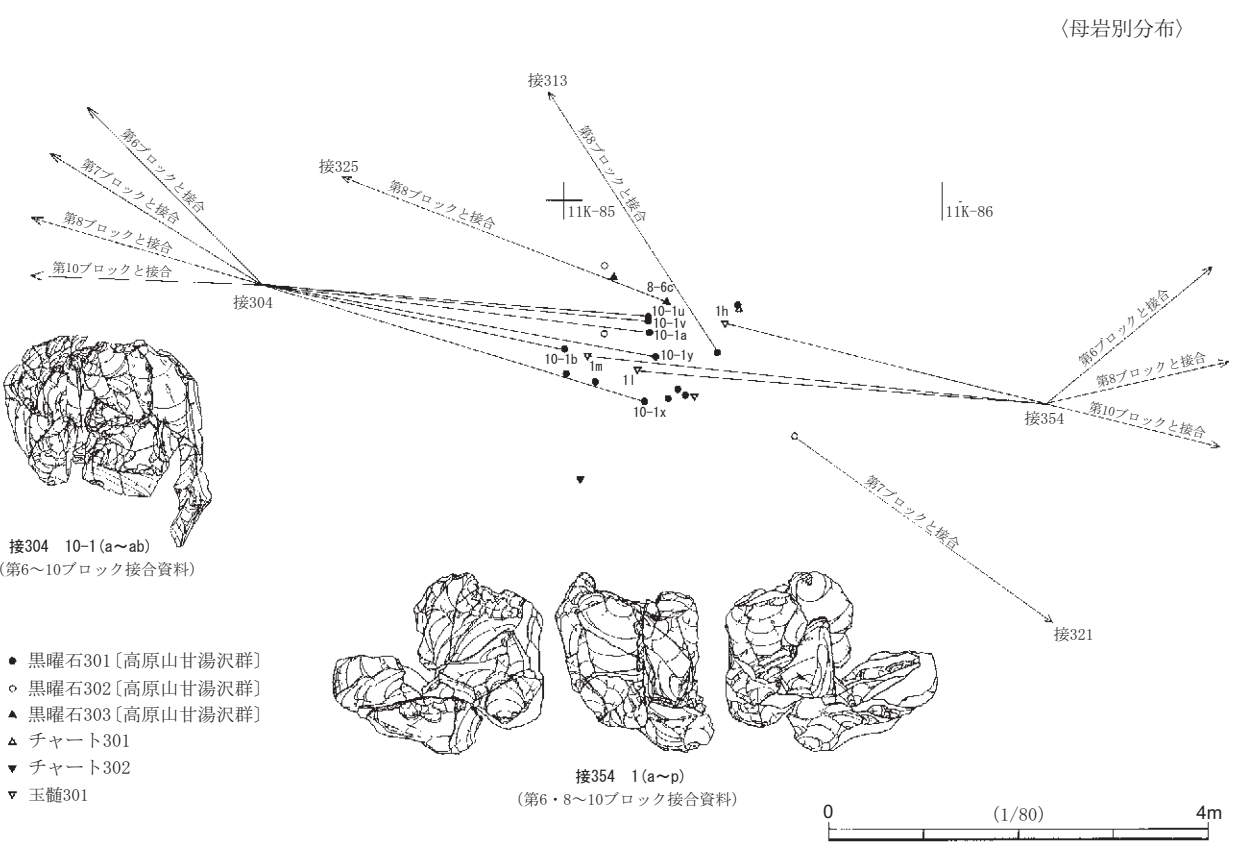 〈母岩別分布〉
接313
第6ブロックと接合
第7ブロックと接合
第8ブロックと接合
第10ブロックと接合
接304
接325
第8ブロックと接合
第8ブロックと接合
11K-85
11K-86
8-6c
10-1u
10-1v
10-1a
1h
10-1b
1m
10-1y
1l
10-1x
第6ブロックと接合
第8ブロックと接合
第10ブロックと接合
接354
第7ブロックと接合
接321
接304 10-1(a～ab)
(第6～10ブロック接合資料)
接354 1(a～p)
(第6・8～10ブロック接合資料)
● 黒曜石301〔高原山甘湯沢群〕
○ 黒曜石302〔高原山甘湯沢群〕
▲ 黒曜石303〔高原山甘湯沢群〕
△ チャート301
▼ チャート302
▽ 玉髄301
0 (1/80) 4m